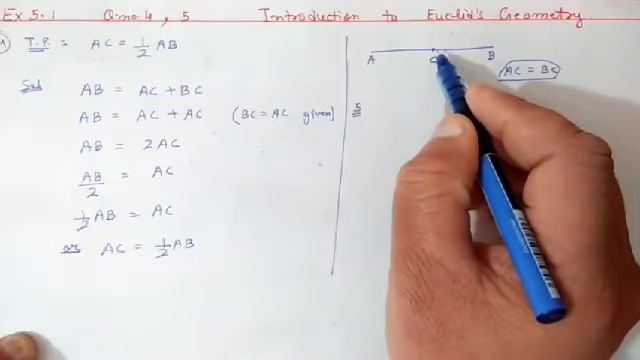 Ex 5.1 Q.no.4, 5 Introduction to Euclid's Geometry.
T.P. :- AC = 1/2 AB
Sol
AB = AC + BC
AB = AC + AC (BC = AC given)
AB = 2AC
AB/2 = AC
1/2 AB = AC
or AC = 1/2 AB
A C B
AC = BC
5